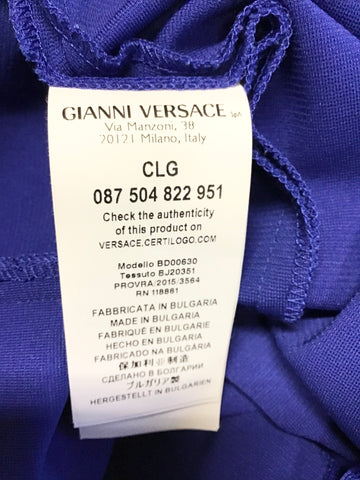 GIANNI VERSACE SpA
Via Manzoni, 38
20121 Milano, Italy
CLG
087 504 822 951
Check the authenticity
of this product on
VERSACE.CERTILOGO.COM
Modello BD00630
Tessuto BJ20351
PROVRA/2015/3564
RN 118861
FABBRICATA IN BULGARIA
MADE IN BULGARIA
FABRIQUÉ EN BULGARIE
HECHO EN BULGARIA
FABRICADO NA BULGÁRIA
保加利亚制造
СДЕЛАНО В БОЛГАРИИ
ブルガリア製
HERGESTELLT IN BULGARIEN